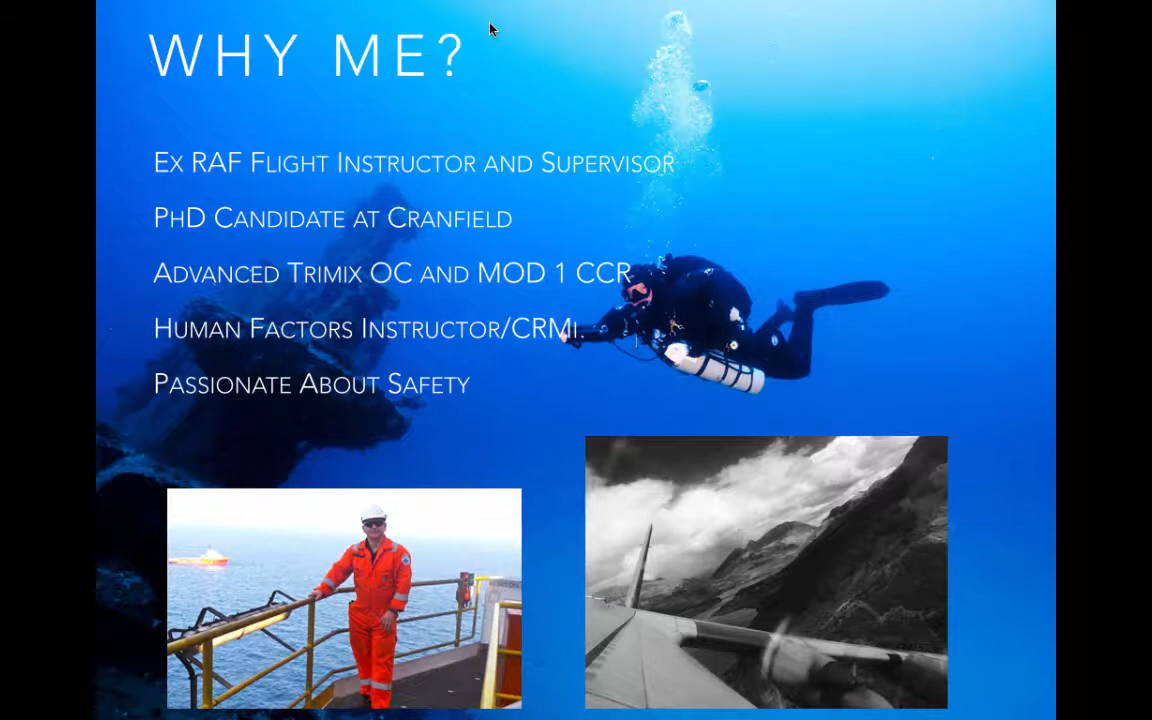 WHY ME?
Ex RAF Flight Instructor and Supervisor
PhD Candidate at Cranfield
Advanced Trimix OC and MOD 1 CCR
Human Factors Instructor/CRMi.
Passionate About Safety